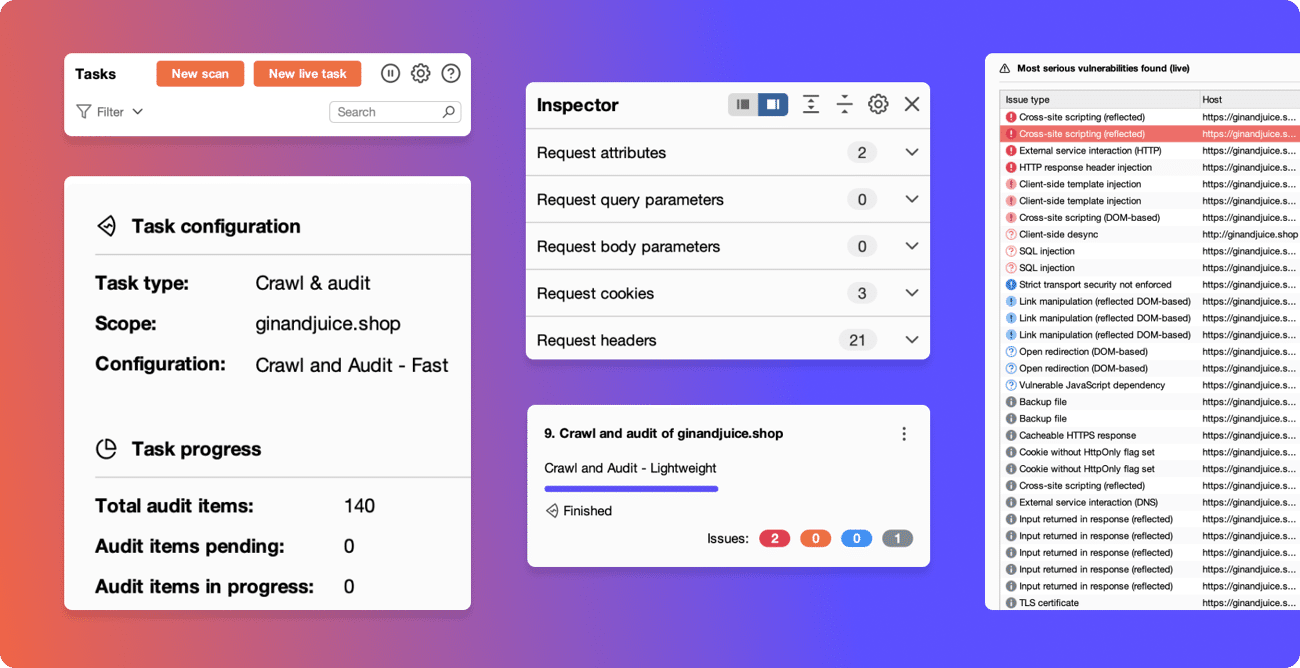 Tasks
New scan
New live task
Filter
Search
Task configuration
Task type: Crawl & audit
Scope: ginandjuice.shop
Configuration: Crawl and Audit - Fast
Task progress
Total audit items: 140
Audit items pending: 0
Audit items in progress: 0
Inspector
Request attributes 2
Request query parameters 0
Request body parameters 0
Request cookies 3
Request headers 21
9. Crawl and audit of ginandjuice.shop
Crawl and Audit - Lightweight
Finished
Issues: 2 0 0 1
Most serious vulnerabilities found (live)
Issue type Host
Cross-site scripting (reflected) https://ginandjuice.s...
Cross-site scripting (reflected) https://ginandjuice.s...
External service interaction (HTTP) https://ginandjuice.s...
HTTP response header injection https://ginandjuice.s...
Client-side template injection https://ginandjuice.s...
Client-side template injection https://ginandjuice.s...
Cross-site scripting (DOM-based) https://ginandjuice.s...
Client-side desync http://ginandjuice.shop
SQL injection https://ginandjuice.s...
SQL injection https://ginandjuice.s...
Strict transport security not enforced https://ginandjuice.s...
Link manipulation (reflected DOM-based) https://ginandjuice.s...
Link manipulation (reflected DOM-based) https://ginandjuice.s...
Link manipulation (reflected DOM-based) https://ginandjuice.s...
Open redirection (DOM-based) https://ginandjuice.s...
Open redirection (DOM-based) https://ginandjuice.s...
Vulnerable JavaScript dependency https://ginandjuice.s...
Backup file https://ginandjuice.s...
Backup file https://ginandjuice.s...
Cacheable HTTPS response https://ginandjuice.s...
Cookie without HttpOnly flag set https://ginandjuice.s...
Cookie without HttpOnly flag set https://ginandjuice.s...
Cross-site scripting (reflected) https://ginandjuice.s...
External service interaction (DNS) https://ginandjuice.s...
Input returned in response (reflected) https://ginandjuice.s...
Input returned in response (reflected) https://ginandjuice.s...
Input returned in response (reflected) https://ginandjuice.s...
Input returned in response (reflected) https://ginandjuice.s...
Input returned in response (reflected) https://ginandjuice.s...
TLS certificate https://ginandjuice.s...